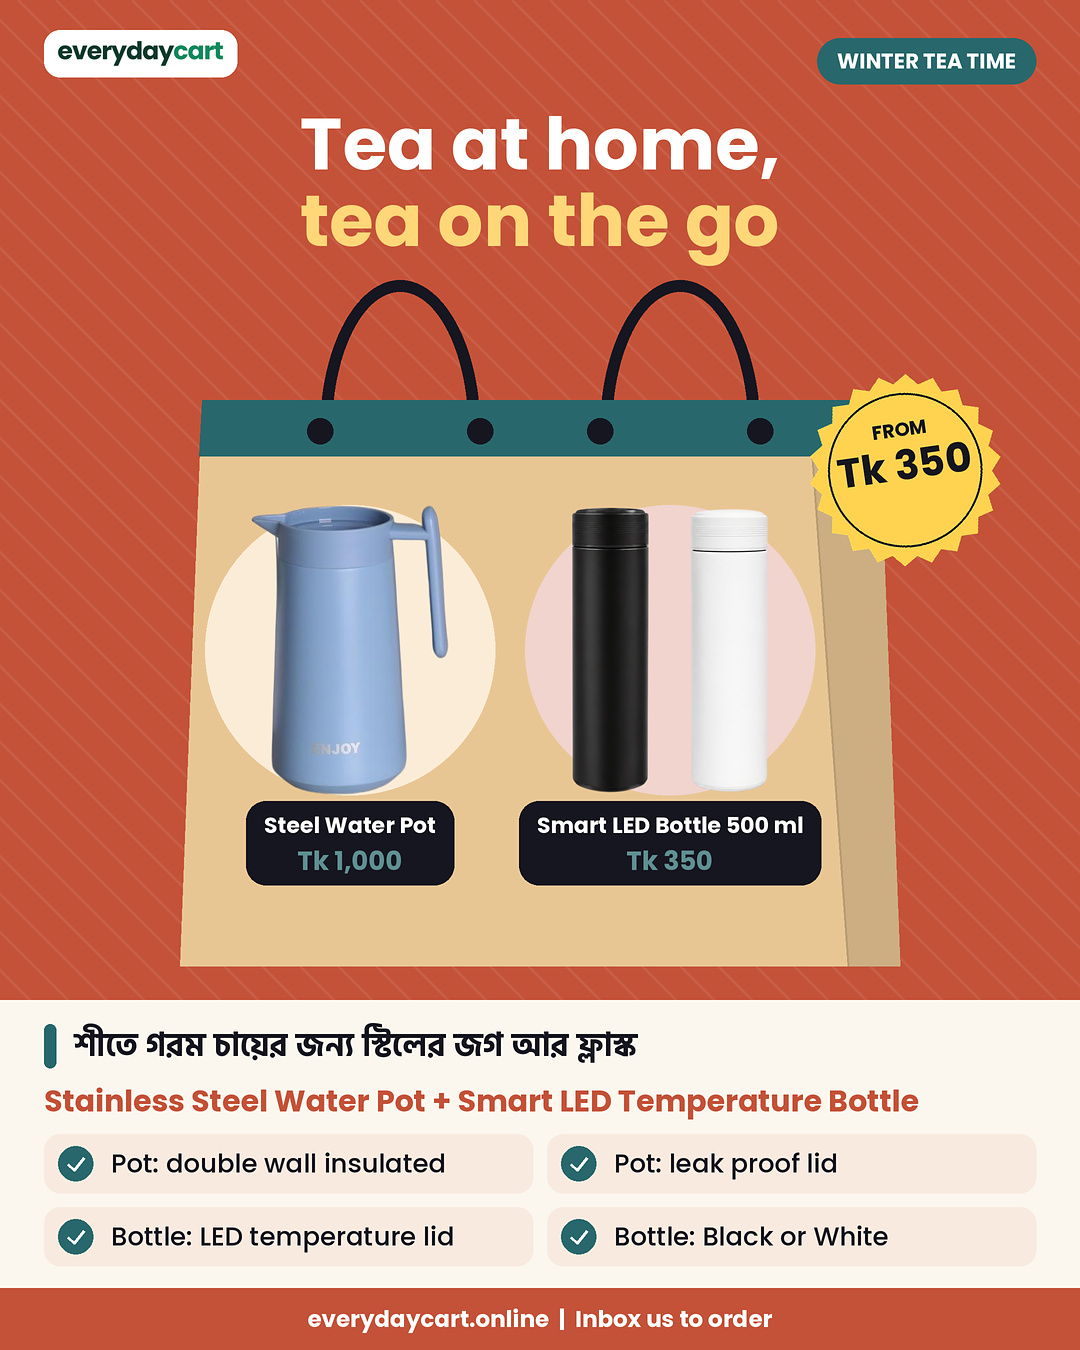 everydaycart
WINTER TEA TIME
Tea at home,
tea on the go
FROM
Tk 350
ENJOY
Steel Water Pot
Tk 1,000
Smart LED Bottle 500 ml
Tk 350
শীতে গরম চায়ের জন্য স্টিলের জগ আর ফ্লাস্ক
Stainless Steel Water Pot + Smart LED Temperature Bottle
Pot: double wall insulated
Pot: leak proof lid
Bottle: LED temperature lid
Bottle: Black or White
everydaycart.online | Inbox us to order